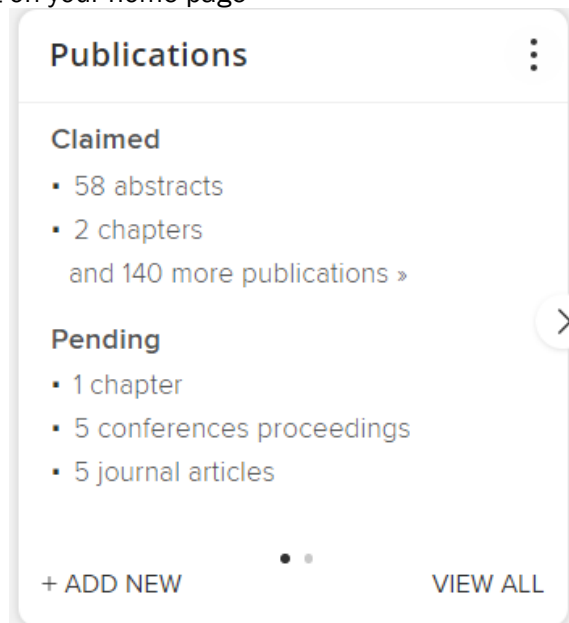 on your home page
Publications
Claimed
▪ 58 abstracts
▪ 2 chapters
and 140 more publications »
Pending
▪ 1 chapter
▪ 5 conferences proceedings
▪ 5 journal articles
+ ADD NEW VIEW ALL